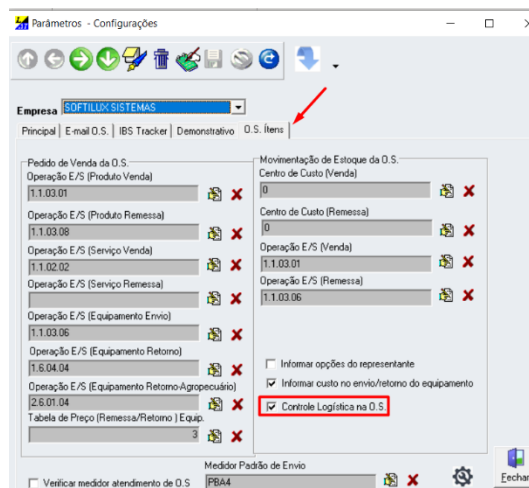 Parâmetros - Configurações
Empresa SOFTILUX SISTEMAS
Principal E-mail O.S. IBS Tracker Demonstrativo O.S. Ítens
Pedido de Venda da O.S.
Operação E/S (Produto Venda)
1.1.03.01
Operação E/S (Produto Remessa)
1.1.03.08
Operação E/S (Serviço Venda)
1.1.02.02
Operação E/S (Serviço Remessa)
Operação E/S (Equipamento Envio)
1.1.03.06
Operação E/S (Equipamento Retorno)
1.6.04.04
Operação E/S (Equipamento Retorno-Agropecuário)
2.6.01.04
Tabela de Preço (Remessa/Retorno ) Equip.
3
Movimentação de Estoque da O.S.
Centro de Custo (Venda)
0
Centro de Custo (Remessa)
0
Operação E/S (Venda)
1.1.03.01
Operação E/S (Remessa)
1.1.03.06
Informar opções do representante
Informar custo no envio/retorno do equipamento
Controle Logística na O.S.
Verificar medidor atendimento de O.S
Medidor Padrão de Envio
PBA4
Fechar